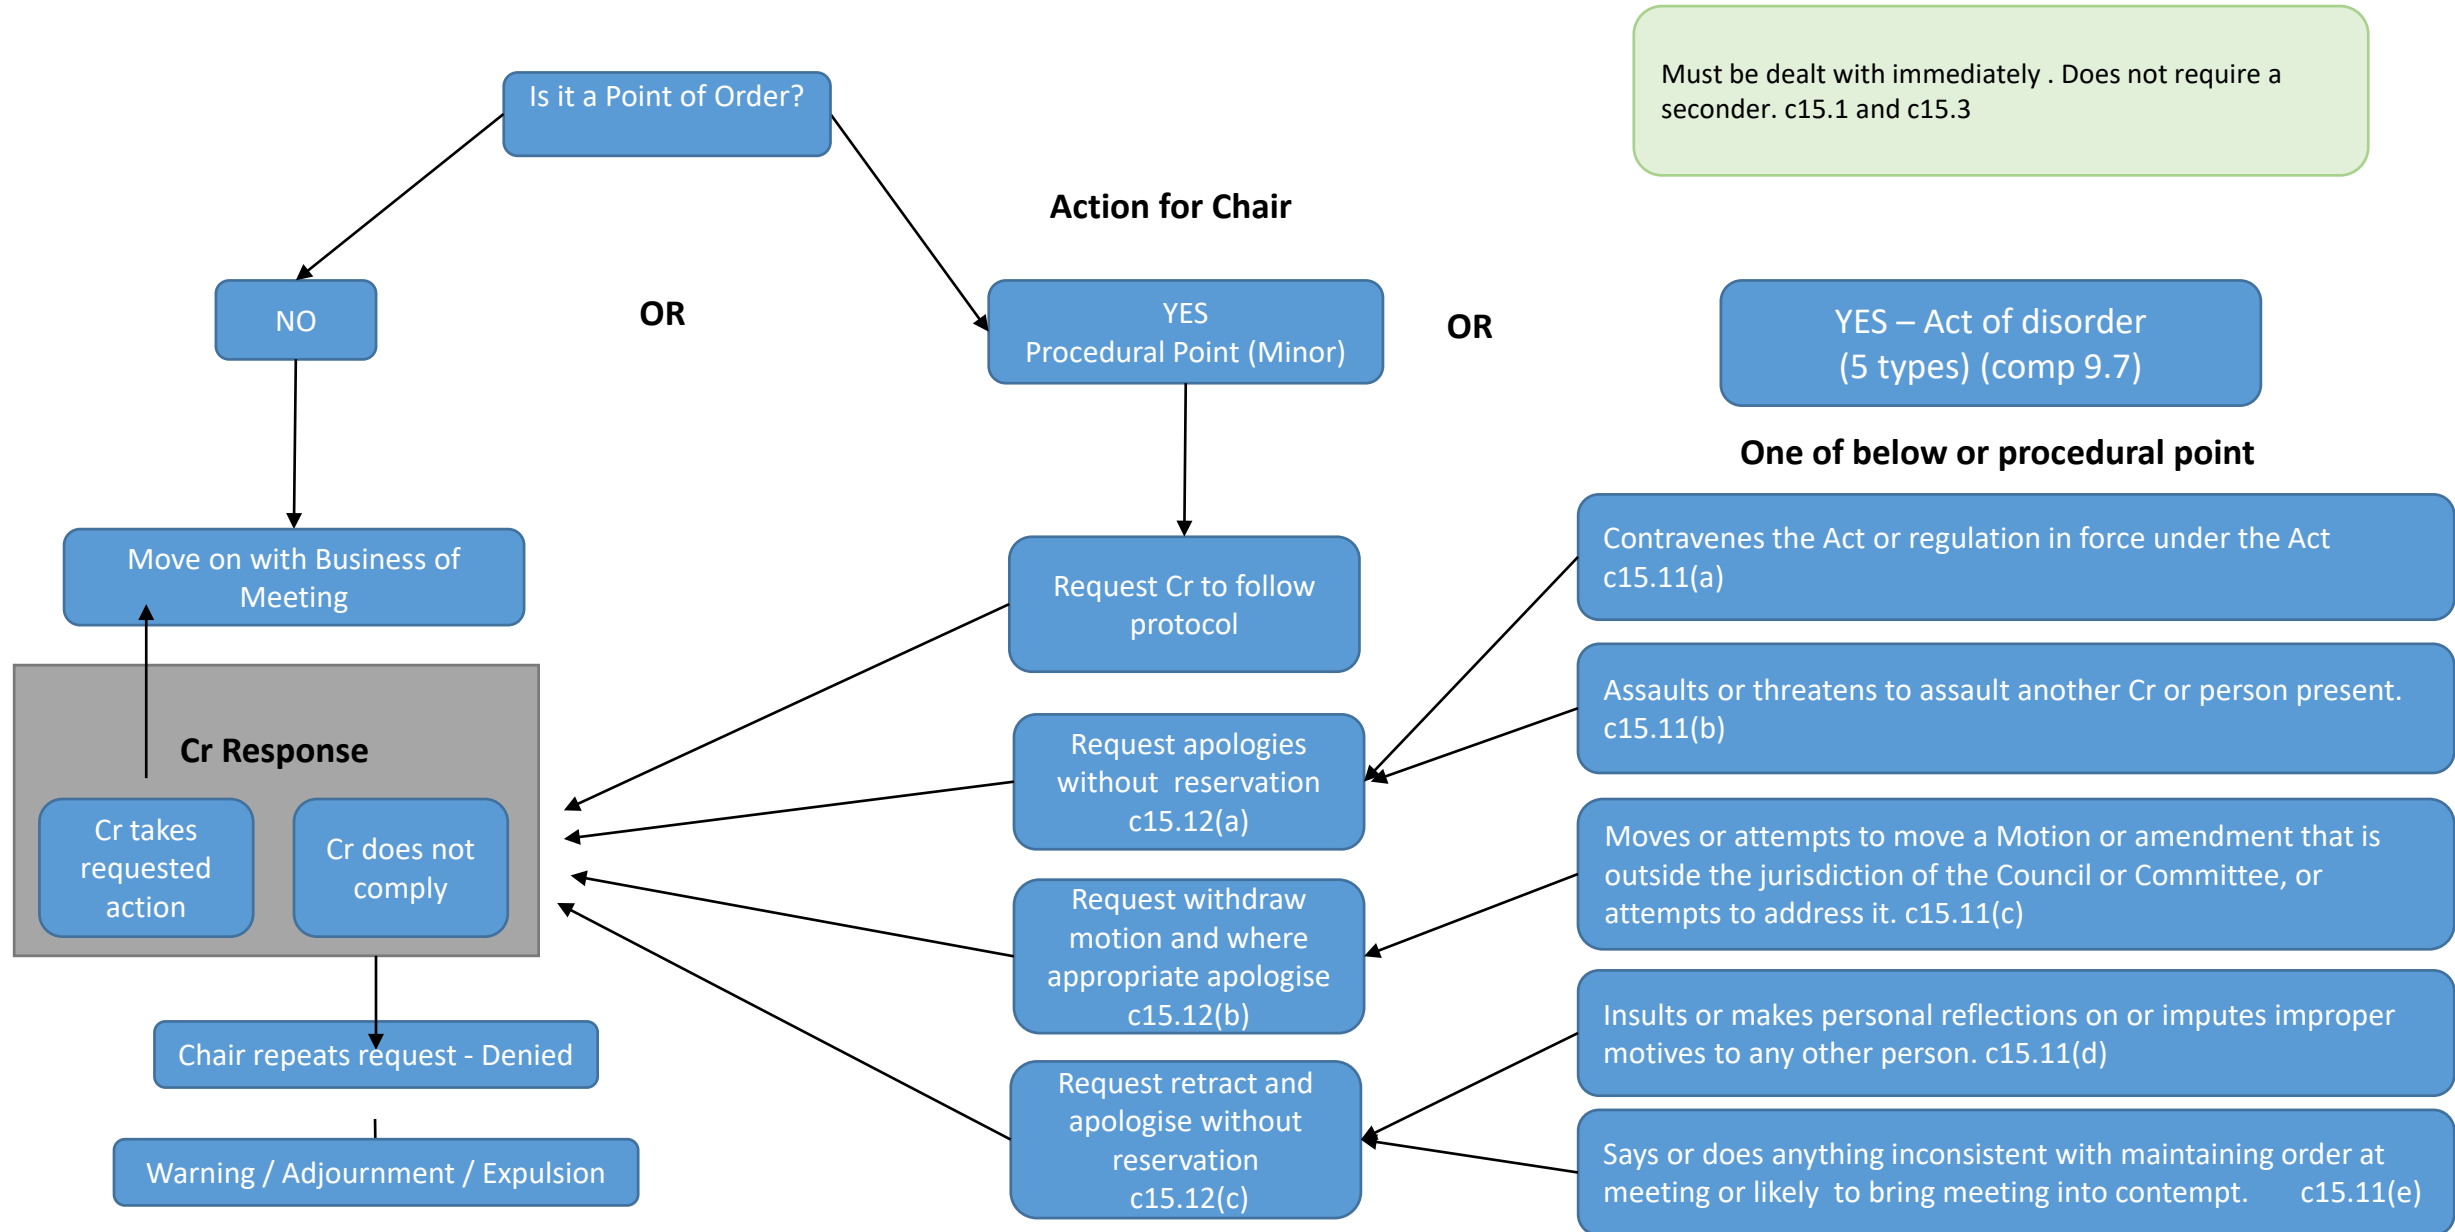 Must be dealt with immediately . Does not require a
seconder. c15.1 and c15.3
Is it a Point of Order?
Action for Chair
NO
OR
YES
Procedural Point (Minor)
OR
YES – Act of disorder
(5 types) (comp 9.7)
One of below or procedural point
Move on with Business of
Meeting
Request Cr to follow
protocol
Contravenes the Act or regulation in force under the Act
c15.11(a)
Assaults or threatens to assault another Cr or person present.
c15.11(b)
Cr Response
Request apologies
without  reservation
c15.12(a)
Cr takes
requested
action
Cr does not
comply
Moves or attempts to move a Motion or amendment that is
outside the jurisdiction of the Council or Committee, or
attempts to address it. c15.11(c)
Request withdraw
motion and where
appropriate apologise
c15.12(b)
Insults or makes personal reflections on or imputes improper
motives to any other person. c15.11(d)
Chair repeats request - Denied
Request retract and
apologise without
reservation
c15.12(c)
Warning / Adjournment / Expulsion
Says or does anything inconsistent with maintaining order at
meeting or likely  to bring meeting into contempt.       c15.11(e)